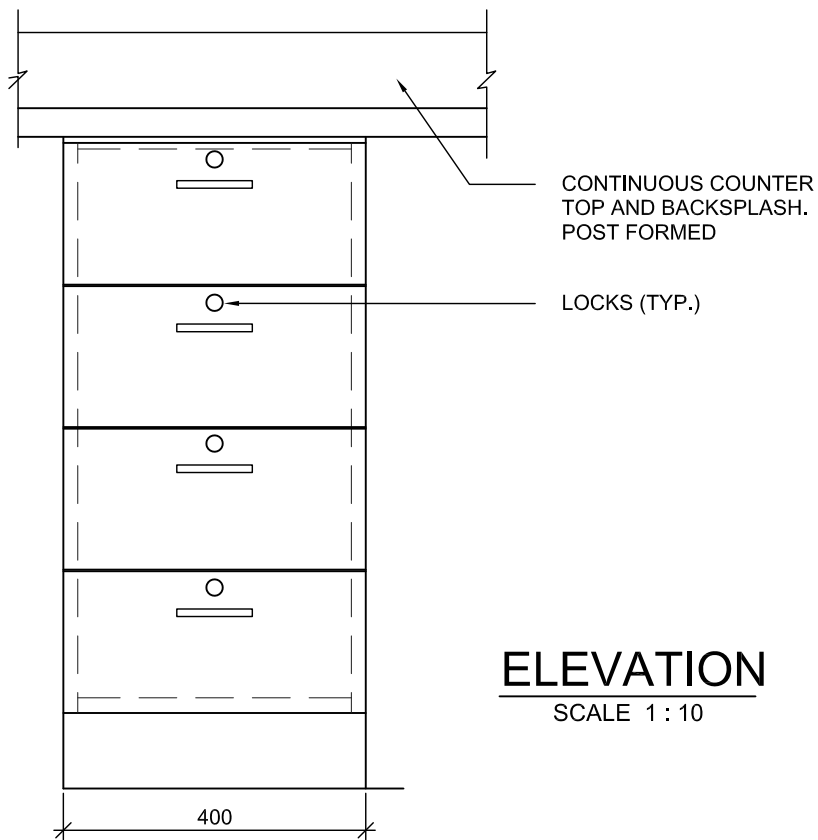 CONTINUOUS COUNTER
TOP AND BACKSPLASH.
POST FORMED
LOCKS (TYP.)
ELEVATION
SCALE 1 : 10
400